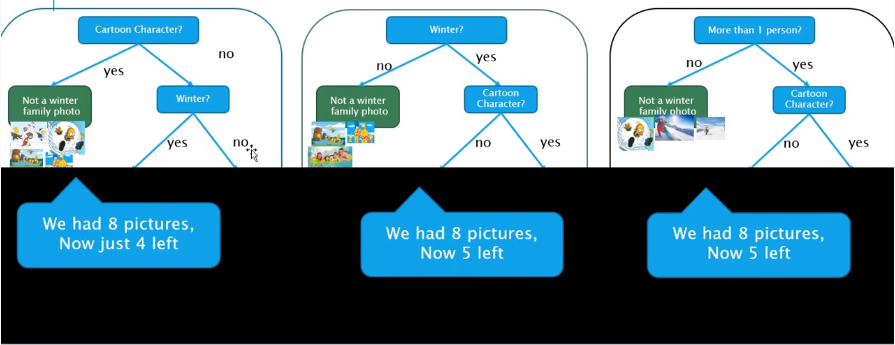 Cartoon Character?
no
yes
Not a winter
family photo
Winter?
yes
no
We had 8 pictures,
Now just 4 left
Winter?
no
yes
Not a winter
family photo
Cartoon
Character?
no
yes
We had 8 pictures,
Now 5 left
More than 1 person?
no
yes
Not a winter
family photo
Cartoon
Character?
no
yes
We had 8 pictures,
Now 5 left